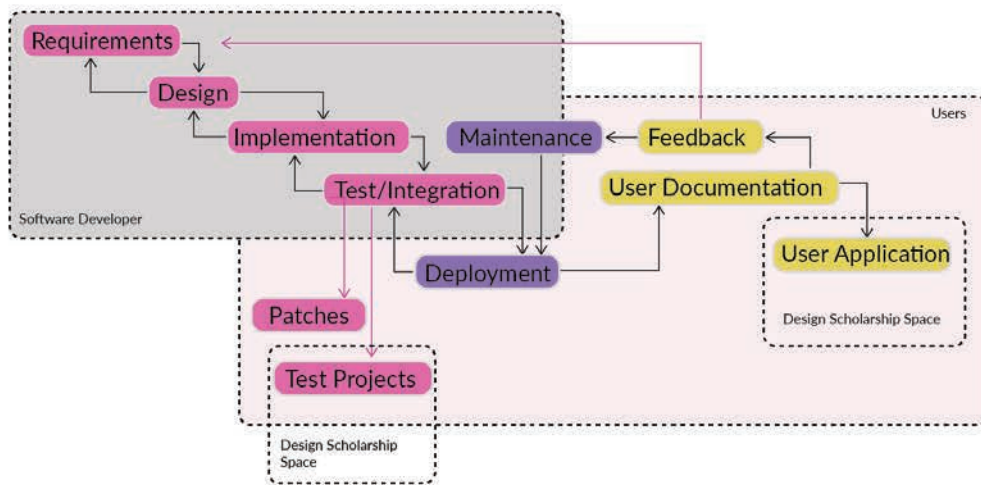 Requirements
Design
Implementation
Test/Integration
Software Developer
Users
Maintenance
Feedback
User Documentation
Deployment
User Application
Design Scholarship Space
Patches
Test Projects
Design Scholarship
Space